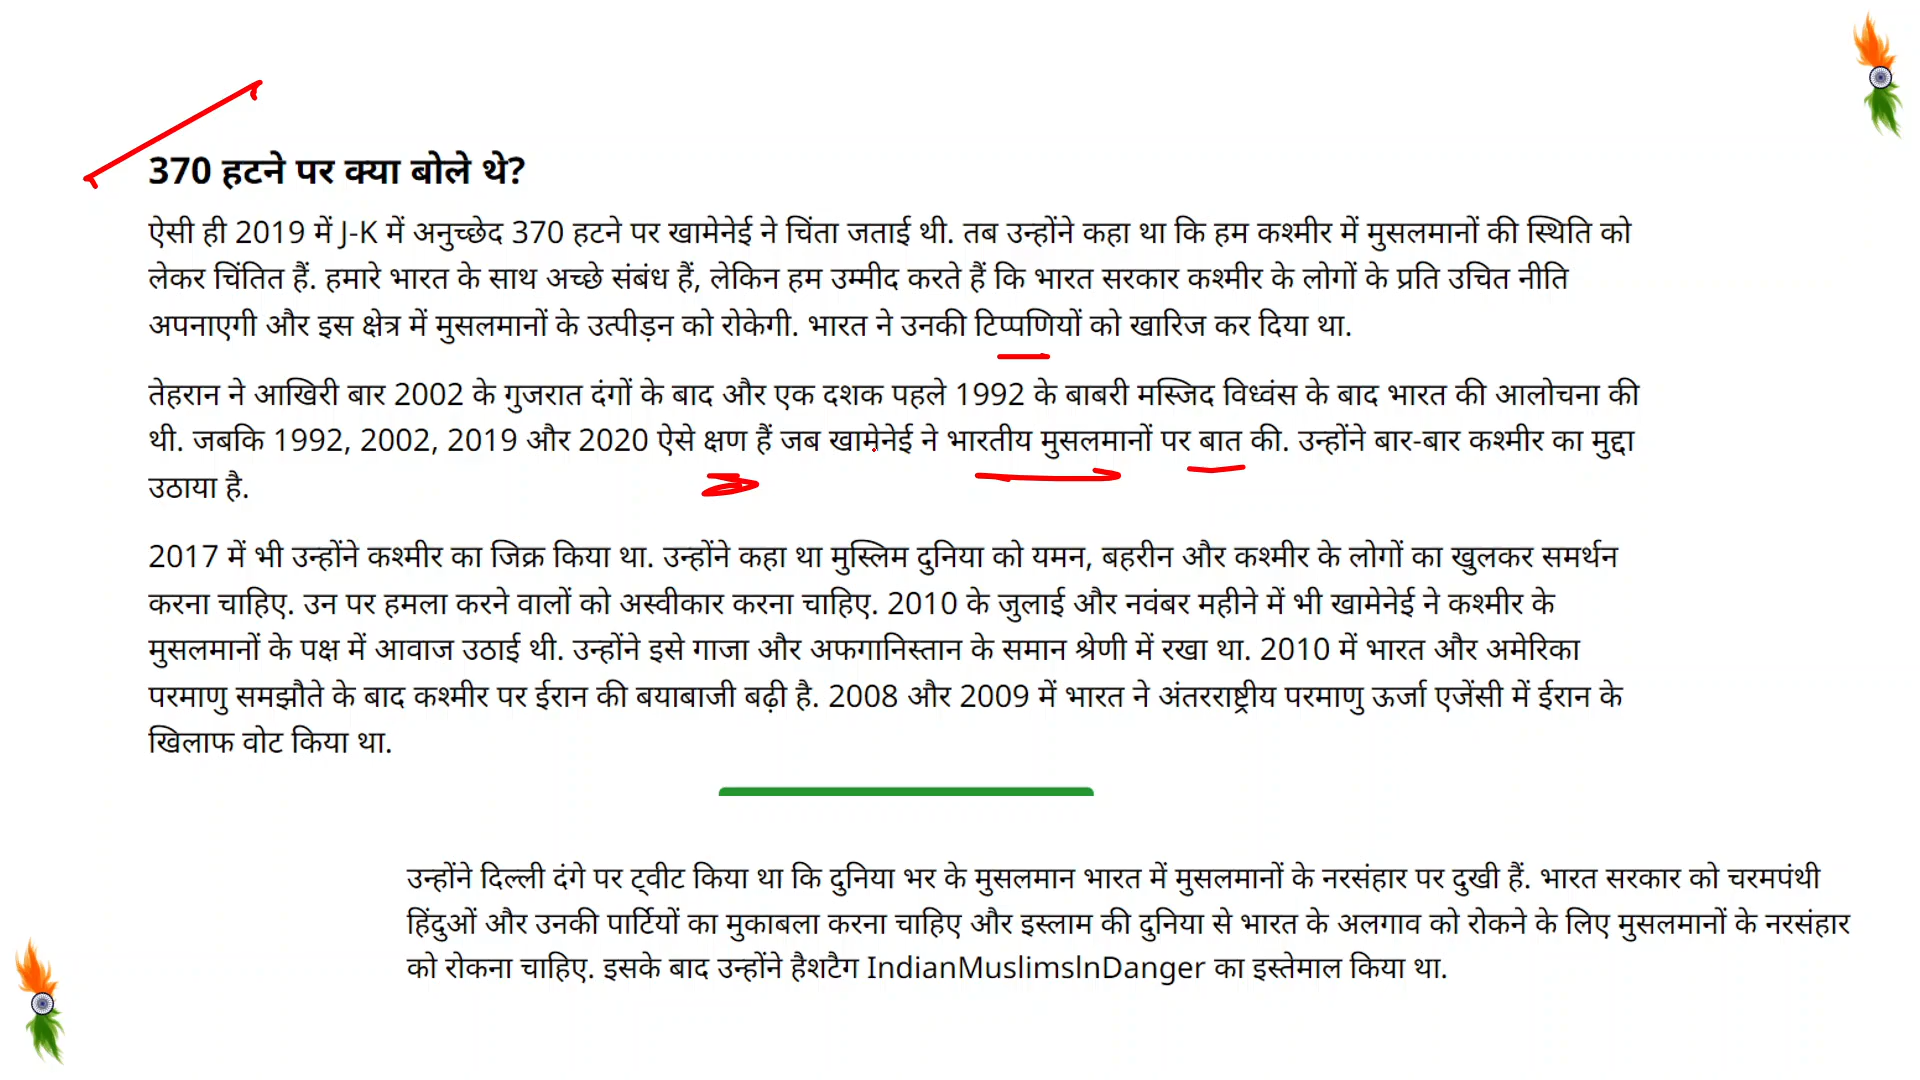 370 हटने पर क्या बोले थे?
ऐसी ही 2019 में J-K में अनुच्छेद 370 हटने पर खामेनेई ने चिंता जताई थी. तब उन्होंने कहा था कि हम कश्मीर में मुसलमानों की स्थिति को
लेकर चिंतित हैं. हमारे भारत के साथ अच्छे संबंध हैं, लेकिन हम उम्मीद करते हैं कि भारत सरकार कश्मीर के लोगों के प्रति उचित नीति
अपनाएगी और इस क्षेत्र में मुसलमानों के उत्पीड़न को रोकेगी. भारत ने उनकी टिप्पणियों को खारिज कर दिया था.
तेहरान ने आखिरी बार 2002 के गुजरात दंगों के बाद और एक दशक पहले 1992 के बाबरी मस्जिद विध्वंस के बाद भारत की आलोचना की
थी. जबकि 1992, 2002, 2019 और 2020 ऐसे क्षण हैं जब खामेनेई ने भारतीय मुसलमानों पर बात की. उन्होंने बार-बार कश्मीर का मुद्दा
उठाया है.
2017 में भी उन्होंने कश्मीर का जिक्र किया था. उन्होंने कहा था मुस्लिम दुनिया को यमन, बहरीन और कश्मीर के लोगों का खुलकर समर्थन
करना चाहिए. उन पर हमला करने वालों को अस्वीकार करना चाहिए. 2010 के जुलाई और नवंबर महीने में भी खामेनेई ने कश्मीर के
मुसलमानों के पक्ष में आवाज उठाई थी. उन्होंने इसे गाजा और अफगानिस्तान के समान श्रेणी में रखा था. 2010 में भारत और अमेरिका
परमाणु समझौते के बाद कश्मीर पर ईरान की बयाबाजी बढ़ी है. 2008 और 2009 में भारत ने अंतरराष्ट्रीय परमाणु ऊर्जा एजेंसी में ईरान के
खिलाफ वोट किया था.
उन्होंने दिल्ली दंगे पर ट्वीट किया था कि दुनिया भर के मुसलमान भारत में मुसलमानों के नरसंहार पर दुखी हैं. भारत सरकार को चरमपंथी
हिंदुओं और उनकी पार्टियों का मुकाबला करना चाहिए और इस्लाम की दुनिया से भारत के अलगाव को रोकने के लिए मुसलमानों के नरसंहार
को रोकना चाहिए. इसके बाद उन्होंने हैशटैग IndianMuslimslnDanger का इस्तेमाल किया था.